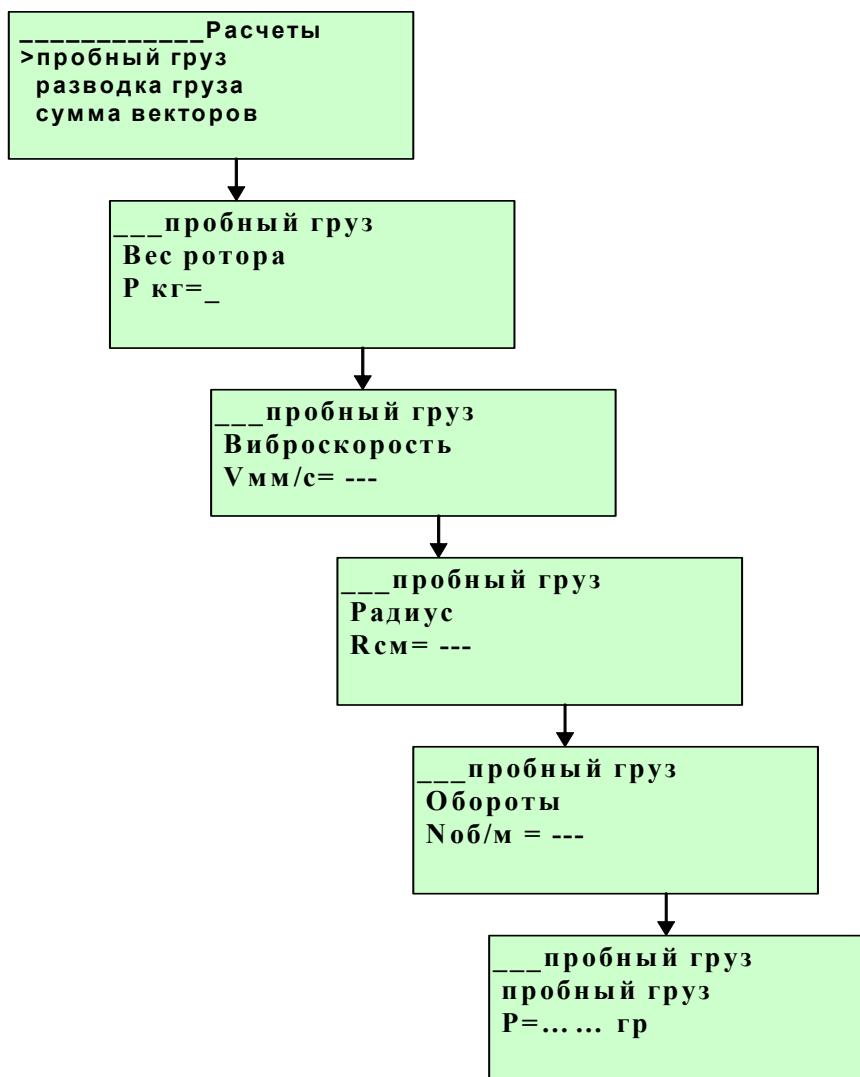 ____________Расчеты
>пробный груз
разводка груза
сумма векторов
___пробный груз
Вес ротора
Р кг=_
___пробный груз
Виброскорость
Vмм/с= ---
___пробный груз
Радиус
Rсм= ---
___пробный груз
Обороты
Nоб/м = ---
___пробный груз
пробный груз
Р=... ... гр